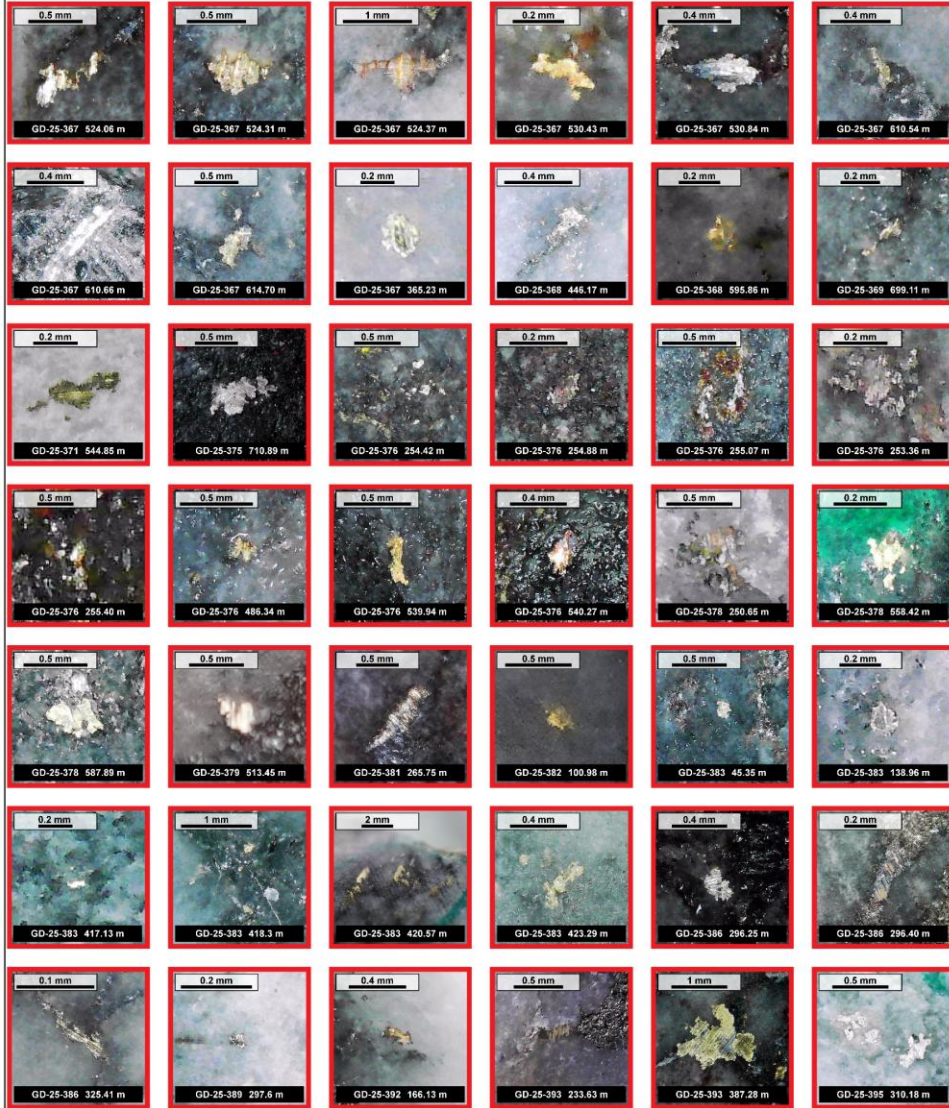 0.5 mm
GD-25-367 524.06 m
0.5 mm
GD-25-367 524.31 m
1 mm
GD-25-367 524.37 m
0.2 mm
GD-25-367 530.43 m
0.4 mm
GD-25-367 530.84 m
0.4 mm
GD-25-367 610.54 m
0.4 mm
GD-25-367 610.66 m
0.5 mm
GD-25-367 614.70 m
0.2 mm
GD-25-367 365.23 m
0.4 mm
GD-25-368 446.17 m
0.2 mm
GD-25-368 595.86 m
0.2 mm
GD-25-369 699.11 m
0.2 mm
GD-25-371 544.85 m
0.5 mm
GD-25-375 710.89 m
0.5 mm
GD-25-376 254.42 m
0.2 mm
GD-25-376 254.88 m
0.5 mm
GD-25-376 255.07 m
0.4 mm
GD-25-376 253.36 m
0.5 mm
GD-25-376 255.40 m
0.5 mm
GD-25-376 486.34 m
0.5 mm
GD-25-376 539.94 m
0.4 mm
GD-25-376 540.27 m
0.5 mm
GD-25-378 250.65 m
0.2 mm
GD-25-378 558.42 m
0.5 mm
GD-25-378 587.89 m
0.5 mm
GD-25-379 513.45 m
0.5 mm
GD-25-381 265.75 m
0.5 mm
GD-25-382 100.98 m
0.5 mm
GD-25-383 45.35 m
0.2 mm
GD-25-383 138.96 m
0.2 mm
GD-25-383 417.13 m
1 mm
GD-25-383 418.3 m
2 mm
GD-25-383 420.57 m
0.4 mm
GD-25-383 423.29 m
0.4 mm
GD-25-386 296.25 m
0.2 mm
GD-25-386 296.40 m
0.1 mm
GD-25-386 325.41 m
0.2 mm
GD-25-389 297.6 m
0.4 mm
GD-25-392 166.13 m
0.5 mm
GD-25-393 233.63 m
1 mm
GD-25-393 387.28 m
0.5 mm
GD-25-395 310.18 m